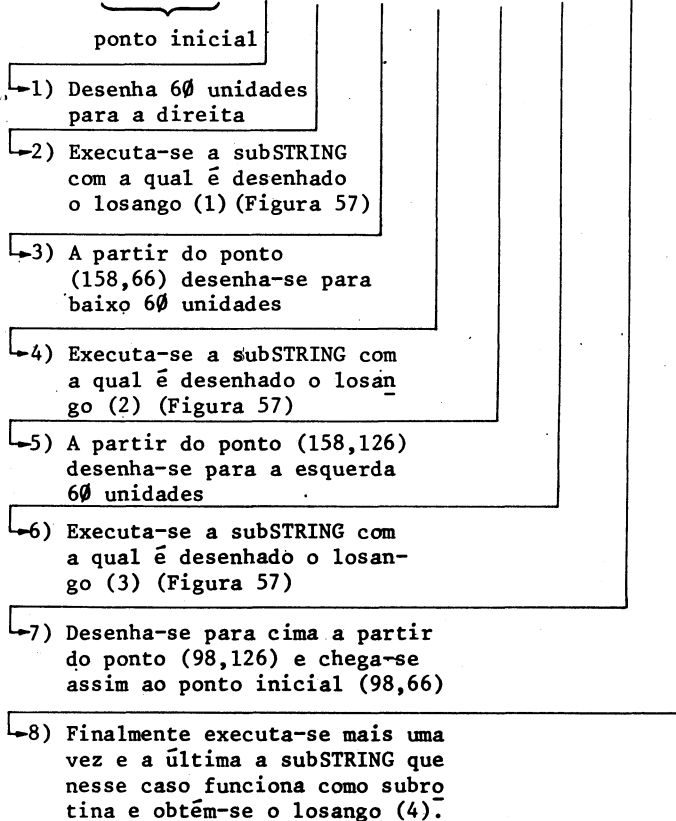 ponto inicial
1) Desenha 6Ø unidades
para a direita
2) Executa-se a subSTRING
com a qual é desenhado
o losango (1) (Figura 57)
3) A partir do ponto
(158,66) desenha-se para
baixo 6Ø unidades
4) Executa-se a subSTRING com
a qual é desenhado o losan
go (2) (Figura 57)
5) A partir do ponto (158,126)
desenha-se para a esquerda
6Ø unidades
6) Executa-se a subSTRING com
a qual é desenhado o losan-
go (3) (Figura 57)
7) Desenha-se para cima a partir
do ponto (98,126) e chega-se
assim ao ponto inicial (98,66)
8) Finalmente executa-se mais uma
vez e a última a subSTRING que
nesse caso funciona como subro
tina e obtém-se o losango (4).